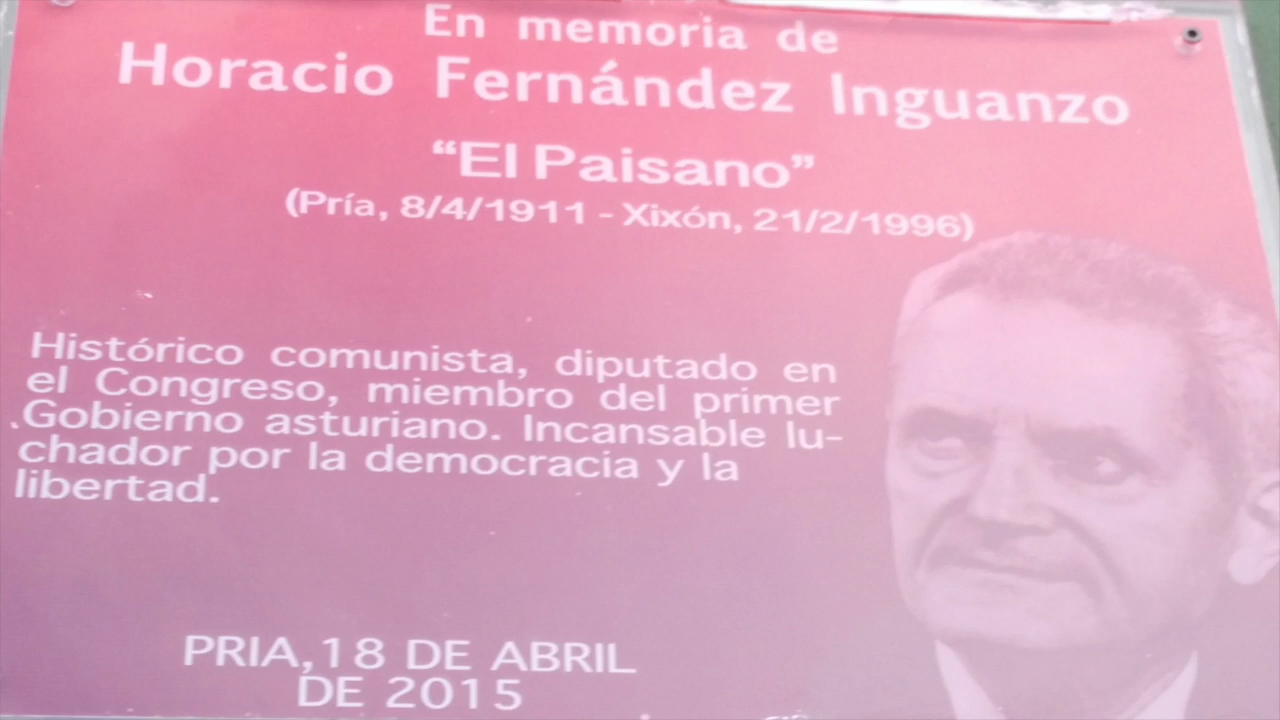 En memoria de
Horacio Fernández Inguanzo
“El Paisano”
(Pría, 8/4/1911 - Xixón, 21/2/1996)
Histórico comunista, diputado en
el Congreso, miembro del primer
Gobierno asturiano. Incansable lu-
chador por la democracia y la
libertad.
PRIA,18 DE ABRIL
DE 2015